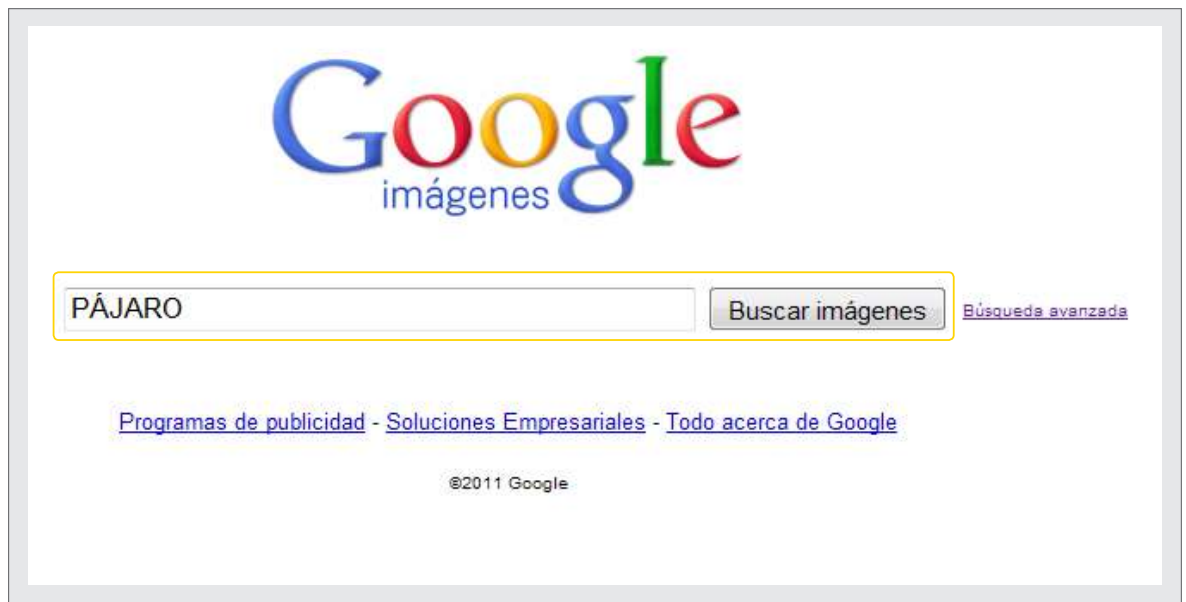 Google
imágenes
PÁJARO Buscar imágenes Búsqueda avanzada
Programas de publicidad - Soluciones Empresariales - Todo acerca de Google
©2011 Google